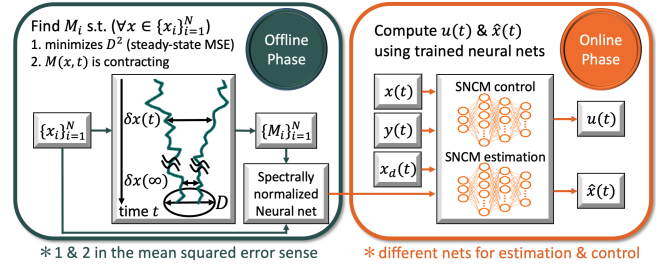 Find $M_i$ s.t. ($\forall x \in \{x_i\}_{i=1}^N$)
1. minimizes $D^2$ (steady-state MSE)
2. $M(x,t)$ is contracting
Offline
Phase
$\{x_i\}_{i=1}^N$
$\delta x(t)$
$\delta x(\infty)$
time $t$
$D$
$\{M_i\}_{i=1}^N$
Spectrally
normalized
Neural net
∗1 & 2 in the mean squared error sense
Compute $u(t)$ & $\hat{x}(t)$
using trained neural nets
Online
Phase
$x(t)$
$y(t)$
$x_d(t)$
SNCM control
SNCM estimation
$u(t)$
$\hat{x}(t)$
∗ different nets for estimation & control